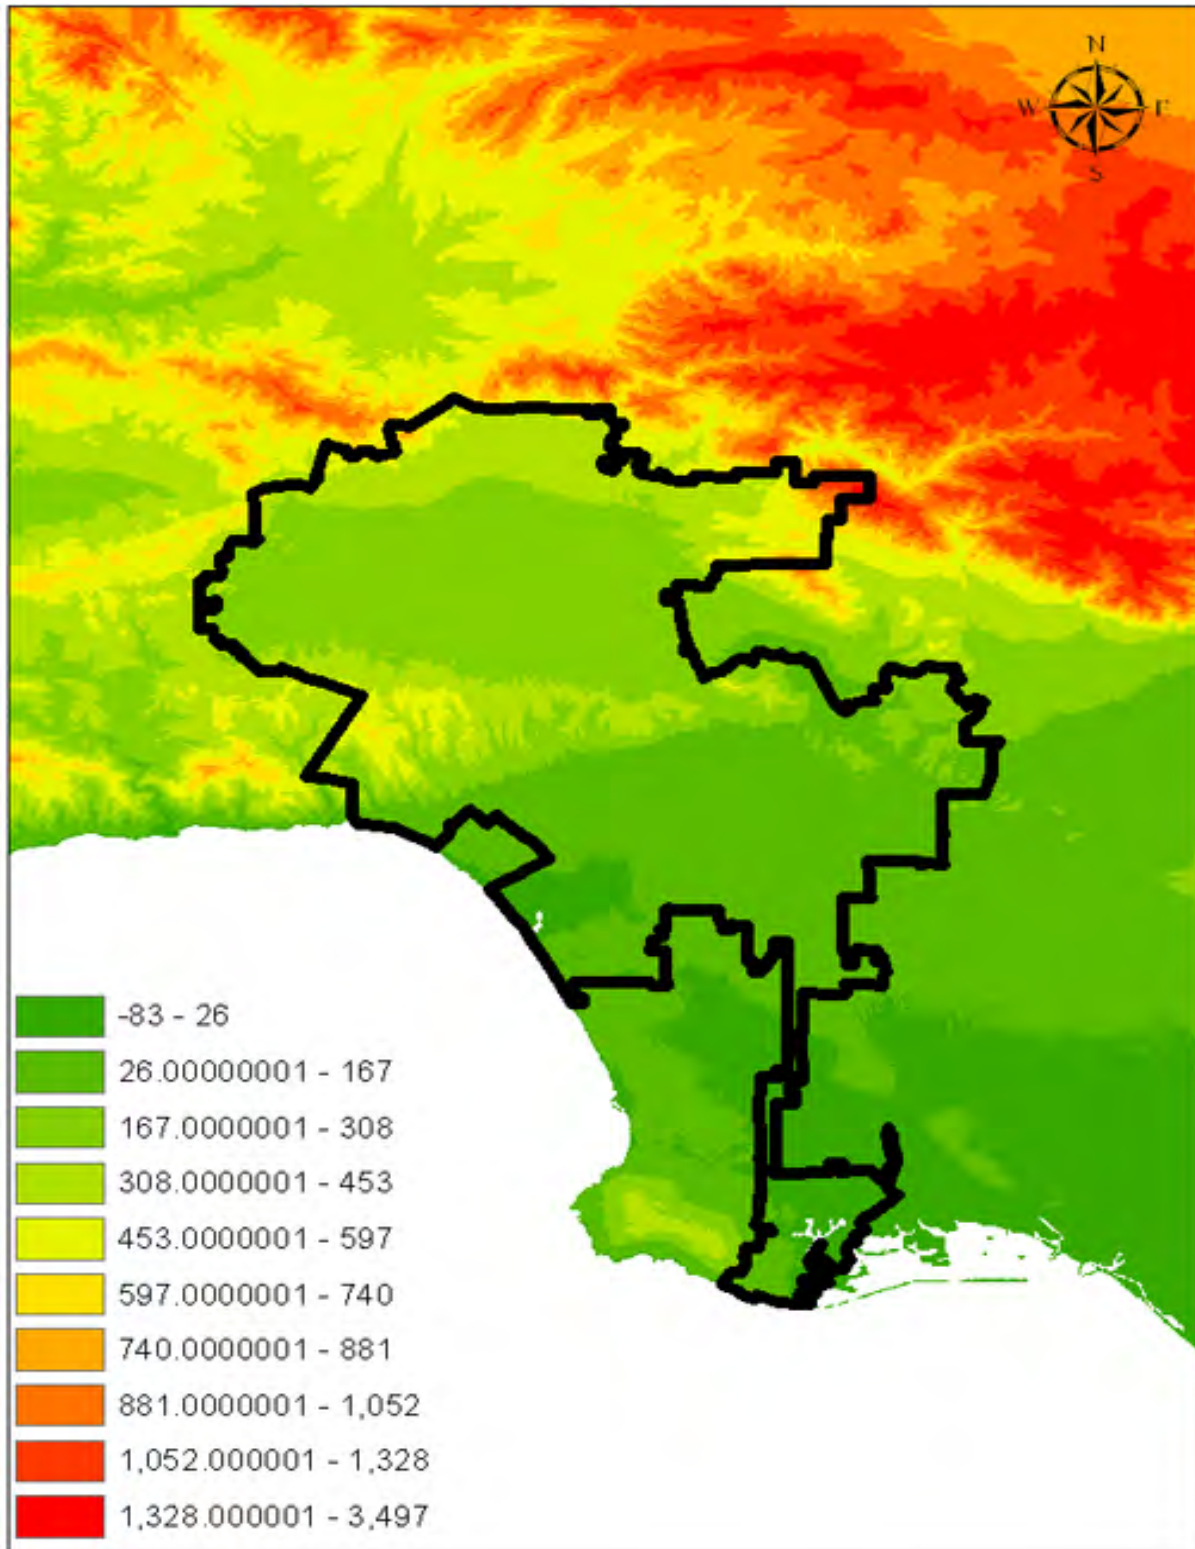 N
W E
S
-83 - 26
26.00000001 - 167
167.0000001 - 308
308.0000001 - 453
453.0000001 - 597
597.0000001 - 740
740.0000001 - 881
881.0000001 - 1,052
1,052.000001 - 1,328
1,328.000001 - 3,497